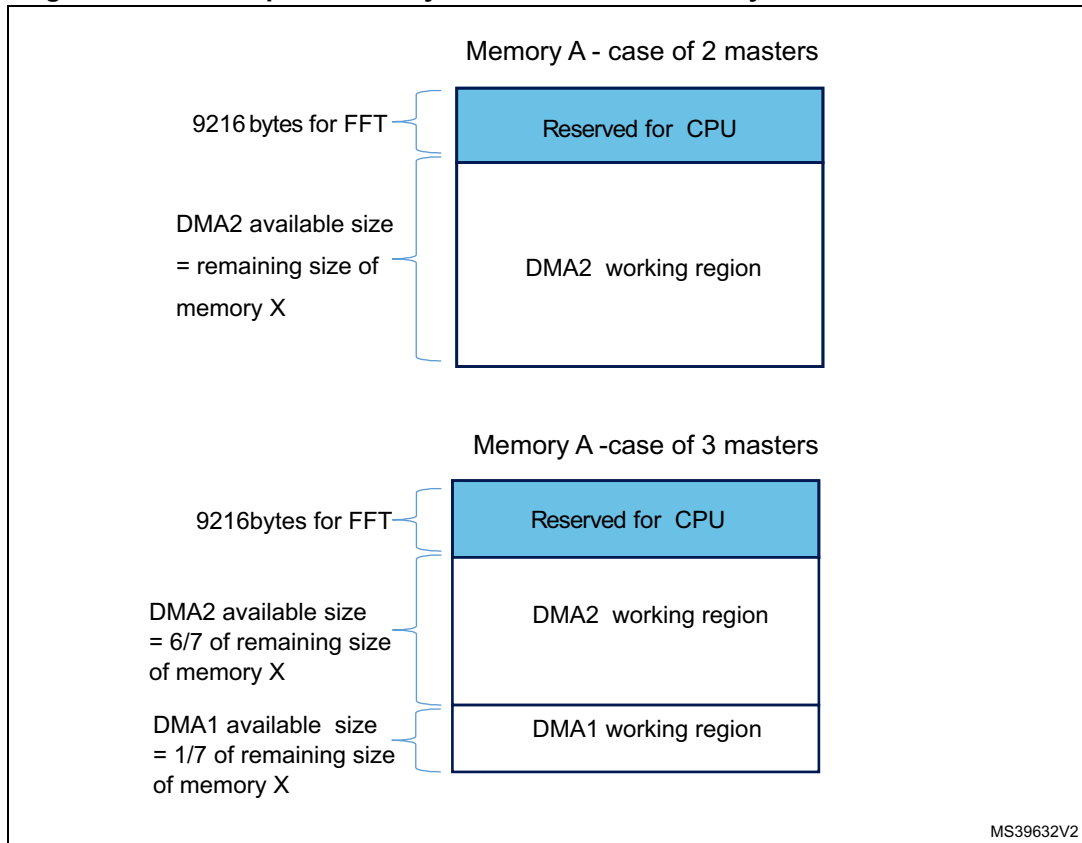 Memory A - case of 2 masters
9216 bytes for FFT
Reserved for CPU
DMA2 available size
= remaining size of
memory X
DMA2 working region
Memory A -case of 3 masters
9216bytes for FFT
Reserved for CPU
DMA2 available size
= 6/7 of remaining size
of memory X
DMA2 working region
DMA1 available size
= 1/7 of remaining size
of memory X
DMA1 working region
MS39632V2